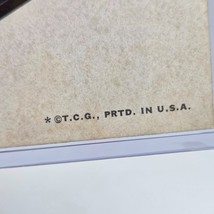 *©T.C.G., PRTD. IN U.S.A.